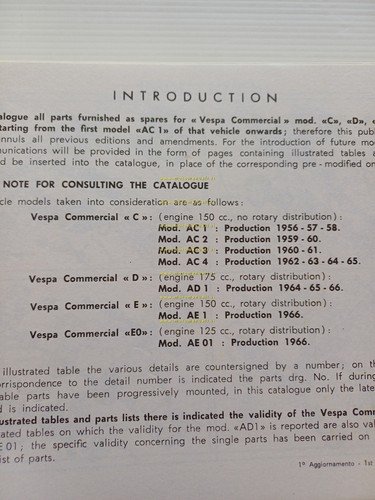 INTRODUCTION
alogue all parts furnished as spares for « Vespa Commercial » mod. «C», «D», «
tarting from the first model «AC 1» of that vehicle onwards; therefore this pub
nnuls all previous editions and amendments. For the introduction of future mo
munications will be provided in the form of pages containing illustrated tables a
d be inserted into the catalogue, in place of the corresponding pre - modified on
NOTE FOR CONSULTING THE CATALOGUE
cle models taken into consideration are as follows :
Vespa Commercial « C » : (engine 150 cc., no rotary distribution) :
Mod. AC 1 : Production 1956 - 57 - 58.
Mod. AC 2 : Production 1959 - 60.
Mod. AC 3 : Production 1960 - 61.
Mod. AC 4 : Production 1962 - 63 - 64 - 65.
Vespa Commercial « D » : (engine 175 cc., rotary distribution) :
Mod. AD 1 : Production 1964 - 65 - 66.
Vespa Commercial « E » : (engine 150 cc., rotary distribution) :
Mod. AE 1 : Production 1966.
Vespa Commercial «E0» : (engine 125 cc., rotary distribution) :
Mod. AE 01 : Production 1966.
illustrated table the various details are countersigned by a number; on th
orrespondence to the detail number is indicated the parts drg. No. If during
able parts have been progressively mounted, in this catalogue only the late
d is indicated.
ustrated tables and parts lists there is indicated the validity of the Vespa Comm
ated tables on which the validity for the mod. «AD1» is reported are also vali
E 01; the specific validity concerning the single parts has been carried on
ist of parts.
1º Aggiornamento - 1st